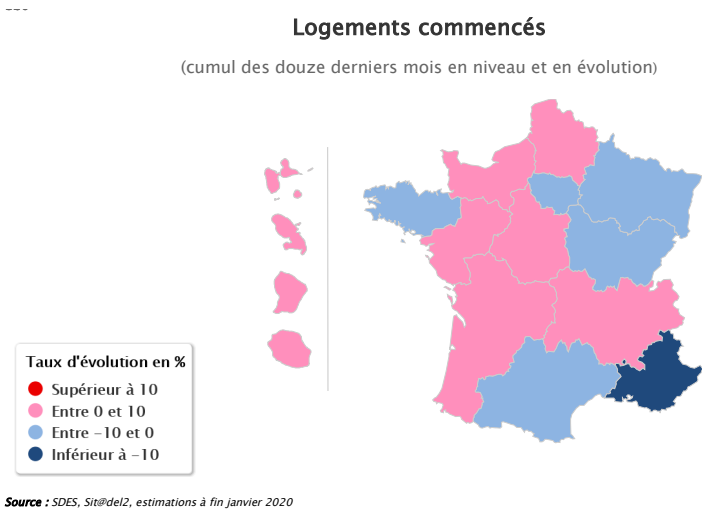 Logements commencés
(cumul des douze derniers mois en niveau et en évolution)
Taux d'évolution en %
Supérieur à 10
Entre 0 et 10
Entre -10 et 0
Inférieur à -10
Source : SDES, Sit@del2, estimations à fin janvier 2020